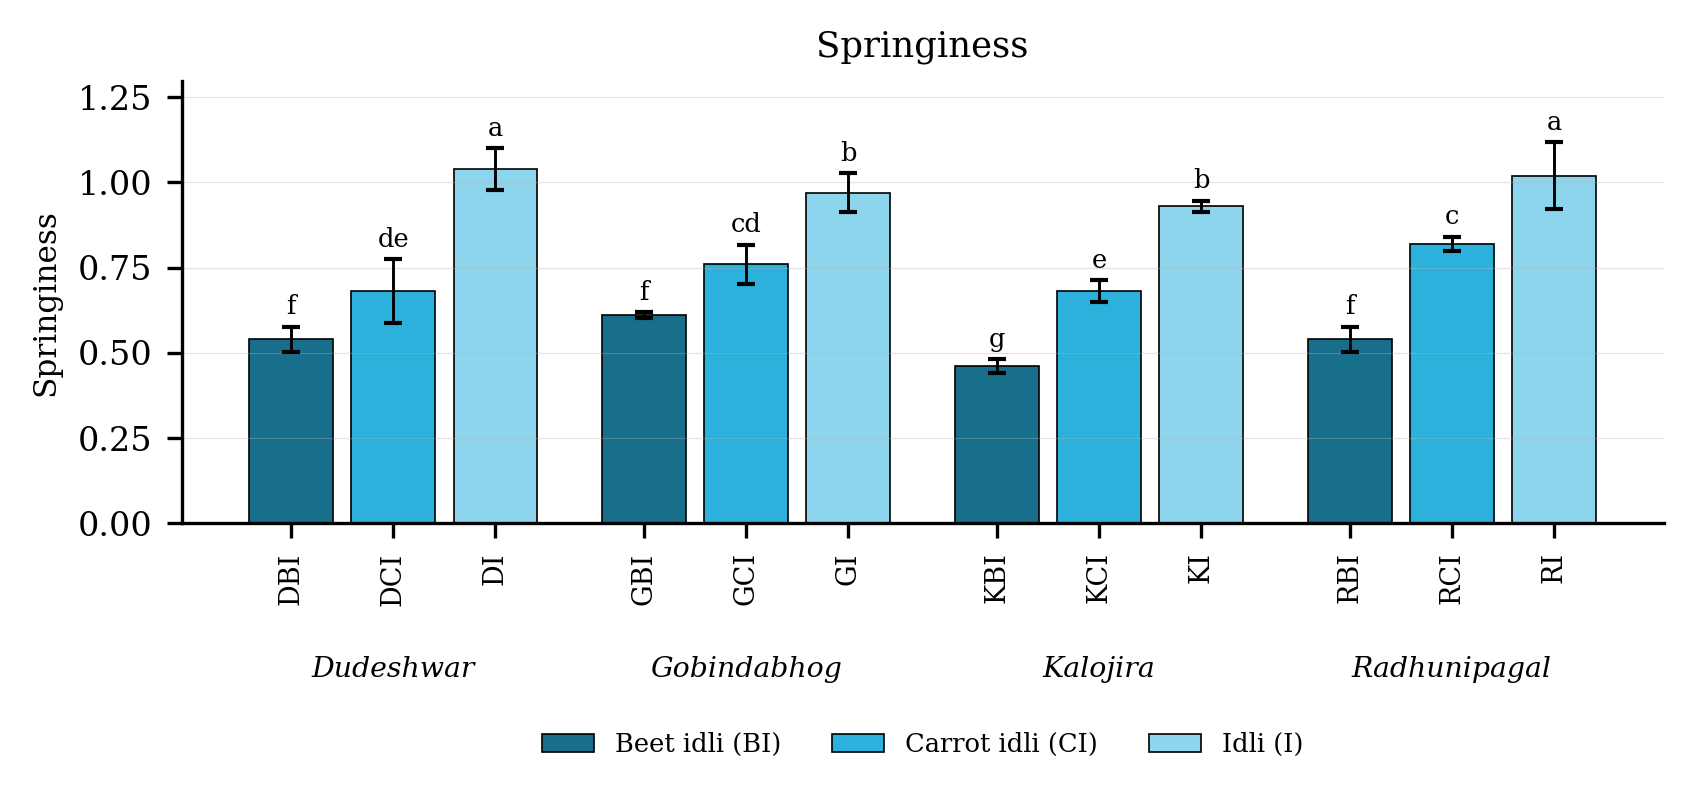 Springiness
Springiness
1.25
1.00
0.75
0.50
0.25
0.00
f
de
a
f
cd
b
g
e
b
f
c
a
DBI
DCI
DI
GBI
GCI
GI
KBI
KCI
KI
RBI
RCI
RI
Dudeshwar
Gobindabhog
Kalojira
Radhunipagal
Beet idli (BI)
Carrot idli (CI)
Idli (I)